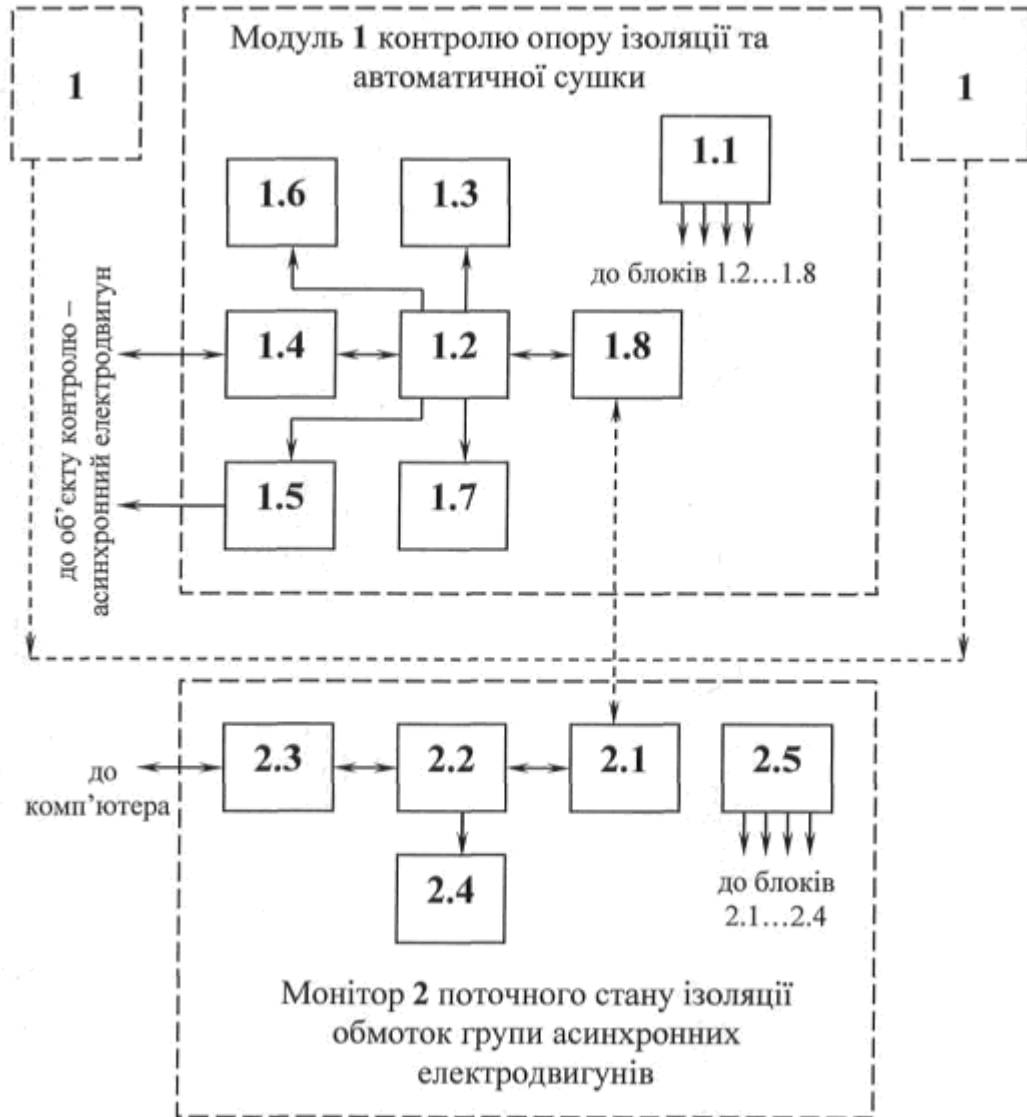 1
Модуль 1 контролю опору ізоляції та
автоматичної сушки
1
1.1
до блоків 1.2…1.8
1.6
1.3
1.4
1.2
1.8
1.5
1.7
до об’єкту контролю –
асинхронний електродвигун
2.3
2.2
2.1
2.5
до
комп’ютера
2.4
до блоків
2.1…2.4
Монітор 2 поточного стану ізоляції
обмоток групи асинхронних
електродвигунів